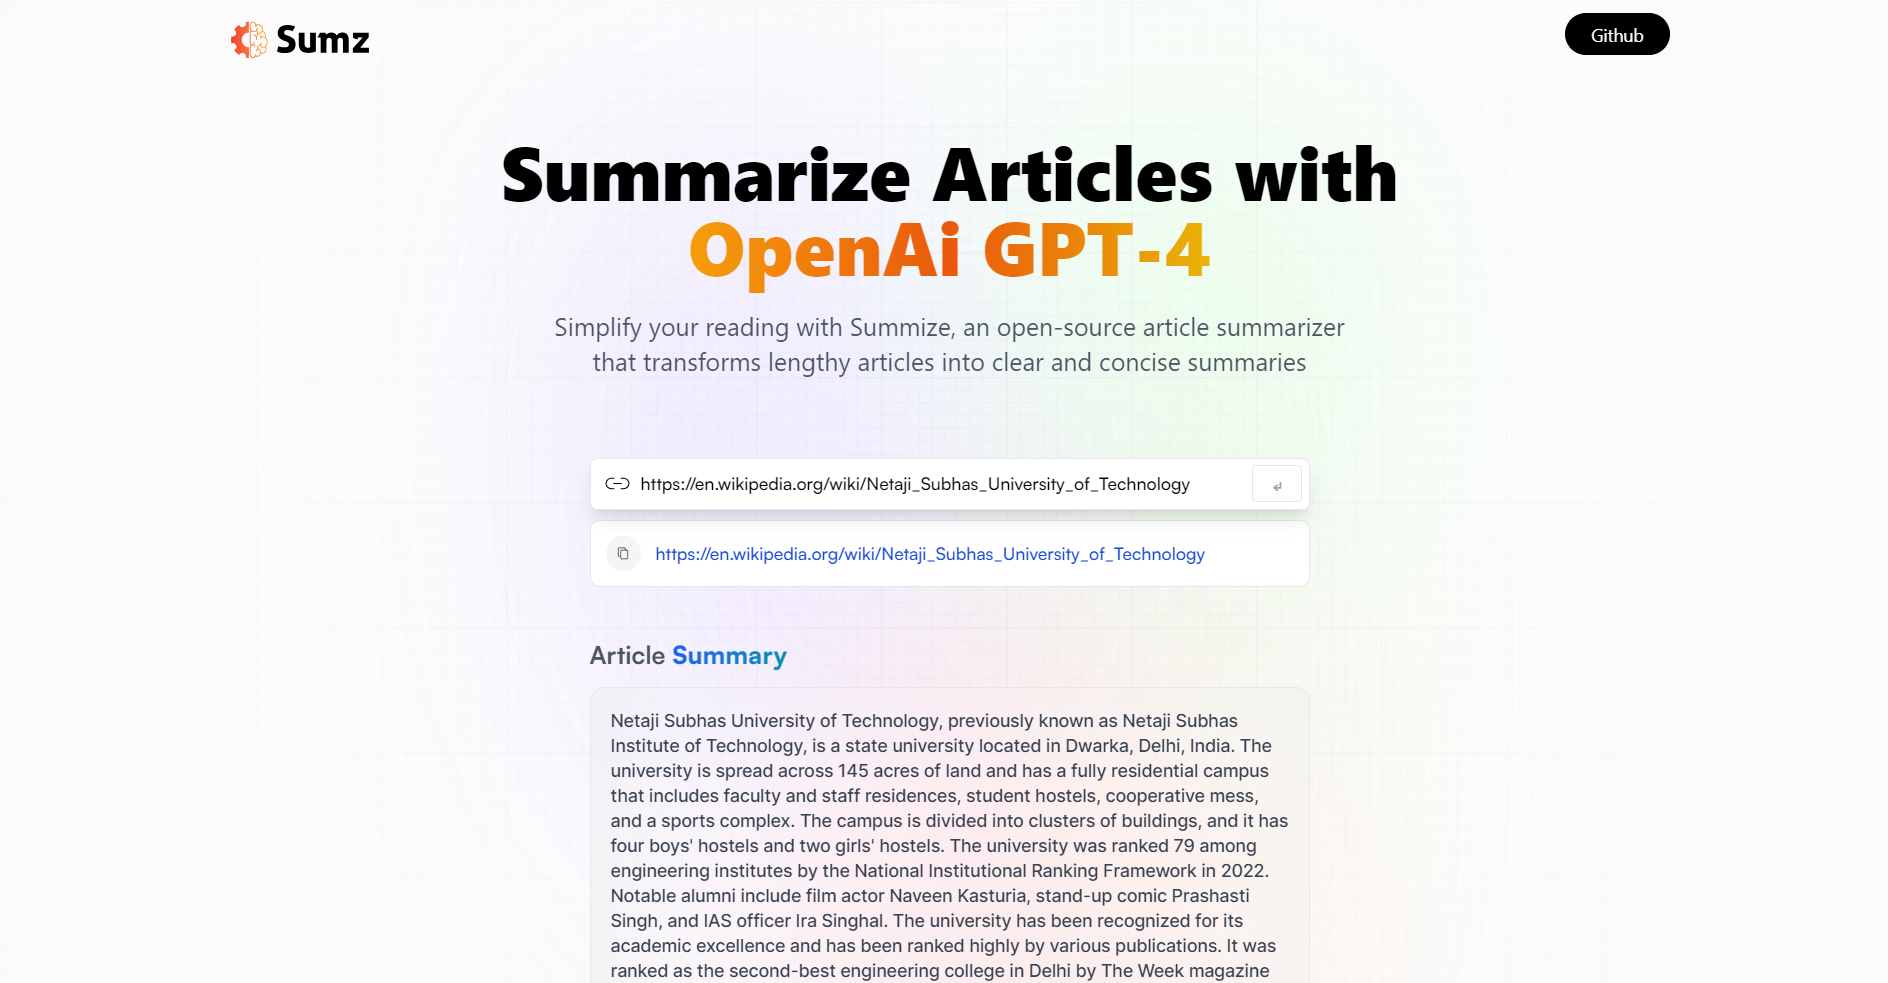 Sumz
Github
Summarize Articles with
OpenAi GPT-4
Simplify your reading with Summize, an open-source article summarizer
that transforms lengthy articles into clear and concise summaries
https://en.wikipedia.org/wiki/Netaji_Subhas_University_of_Technology
https://en.wikipedia.org/wiki/Netaji_Subhas_University_of_Technology
Article Summary
Netaji Subhas University of Technology, previously known as Netaji Subhas
Institute of Technology, is a state university located in Dwarka, Delhi, India. The
university is spread across 145 acres of land and has a fully residential campus
that includes faculty and staff residences, student hostels, cooperative mess,
and a sports complex. The campus is divided into clusters of buildings, and it has
four boys' hostels and two girls' hostels. The university was ranked 79 among
engineering institutes by the National Institutional Ranking Framework in 2022.
Notable alumni include film actor Naveen Kasturia, stand-up comic Prashasti
Singh, and IAS officer Ira Singhal. The university has been recognized for its
academic excellence and has been ranked highly by various publications. It was
ranked as the second-best engineering college in Delhi by The Week magazine